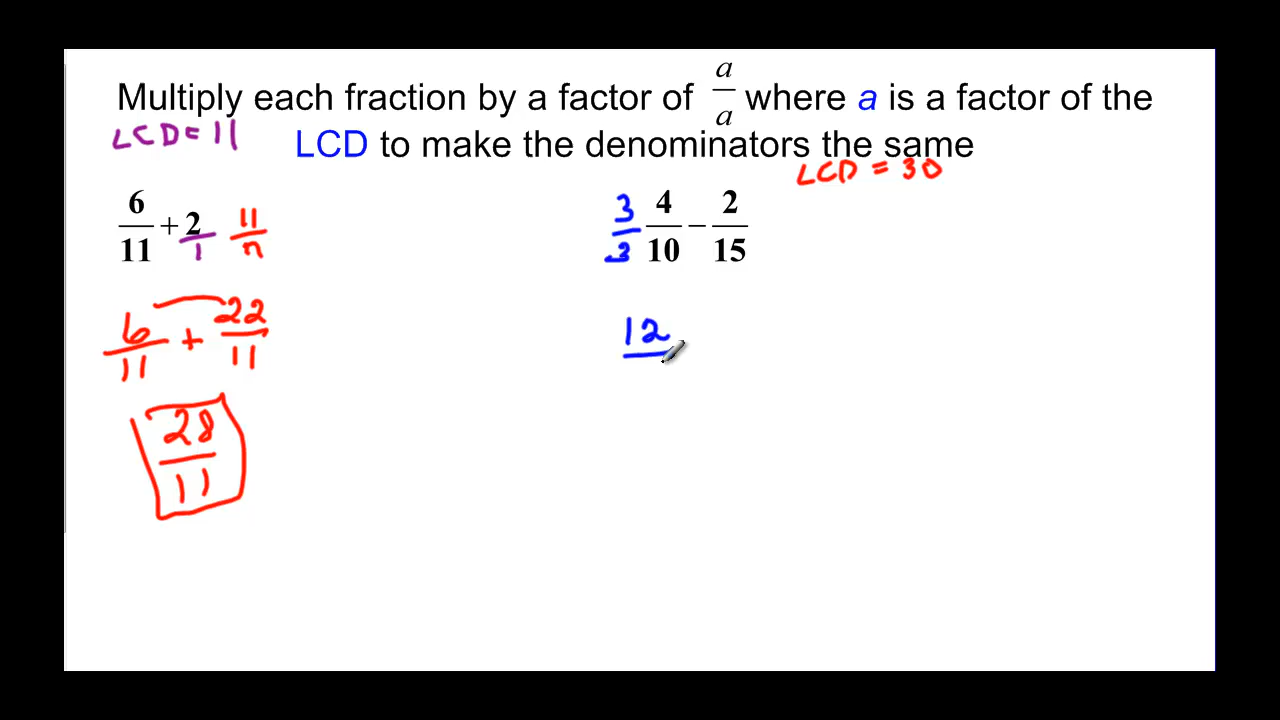 Multiply each fraction by a factor of a/a where a is a factor of the
LCD = 11
LCD to make the denominators the same
LCD = 30
6/11 + 2/1 11/11
3/3 4/10 − 2/15
6/11 + 22/11
12
28/11